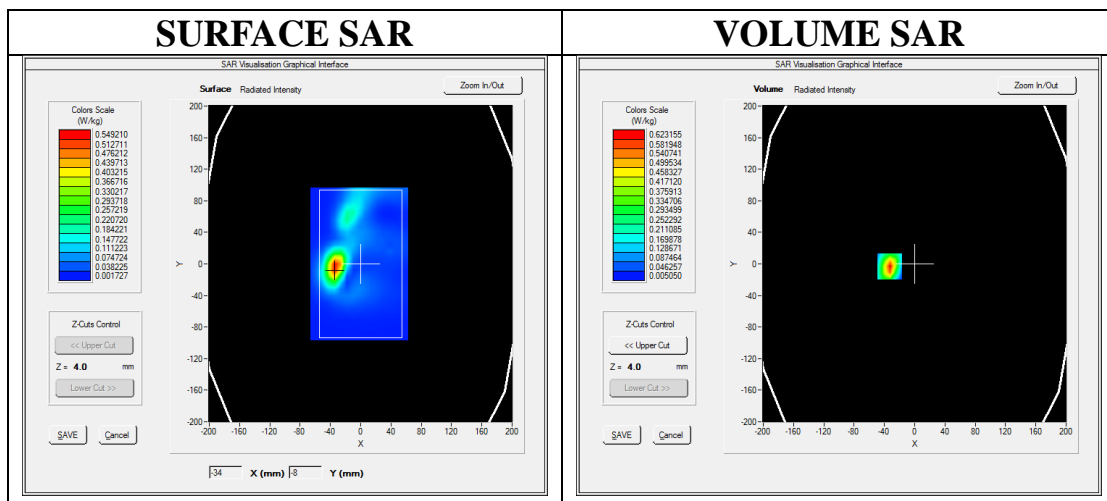 SURFACE SAR
VOLUME SAR
SAR Visualisation Graphical Interface
Surface Radiated Intensity
Zoom In/Out
Colors Scale
(W/kg)
0.549210
0.512711
0.476212
0.439713
0.403215
0.366716
0.330217
0.293718
0.257219
0.220720
0.184221
0.147722
0.111223
0.074724
0.038225
0.001727
Z-Cuts Control
<< Upper Cut
Z = 4.0 mm
Lower Cut >>
SAVE Cancel
200
160
120
80
40
0
-40
-80
-120
-160
-200
Y
-200 -160 -120 -80 -40 0 40 80 120 160 200
X
-34 X (mm) -8 Y (mm)
SAR Visualisation Graphical Interface
Volume Radiated Intensity
Zoom In/Out
Colors Scale
(W/kg)
0.623155
0.581948
0.540741
0.499534
0.458327
0.417120
0.375913
0.334706
0.293499
0.252292
0.211085
0.169878
0.128671
0.087464
0.046257
0.005050
Z-Cuts Control
<< Upper Cut
Z = 4.0 mm
Lower Cut >>
SAVE Cancel
200
160
120
80
40
0
-40
-80
-120
-160
-200
Y
-200 -160 -120 -80 -40 0 40 80 120 160 200
X